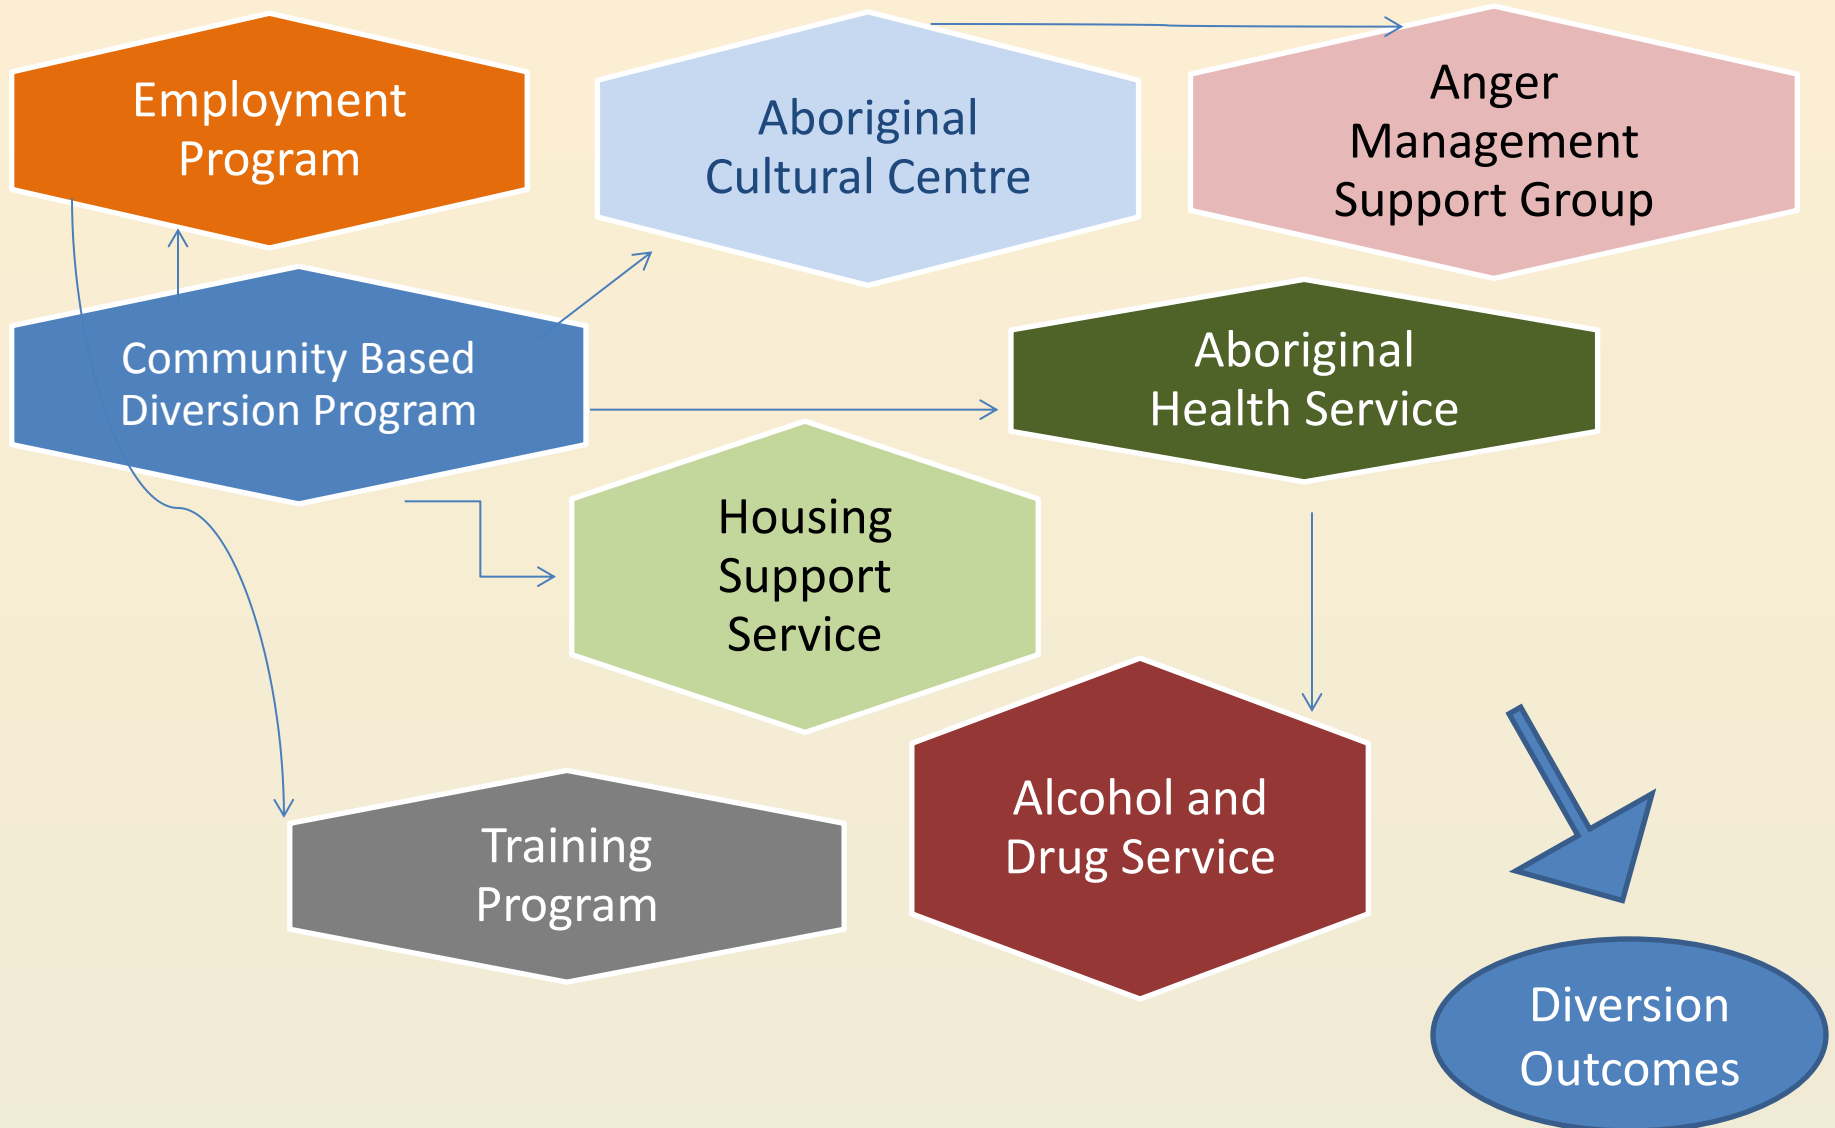 Employment
Program
Aboriginal
Cultural Centre
Anger
Management
Support Group
Community Based
Diversion Program
Aboriginal
Health Service
Housing
Support
Service
Training
Program
Alcohol and
Drug Service
Diversion
Outcomes